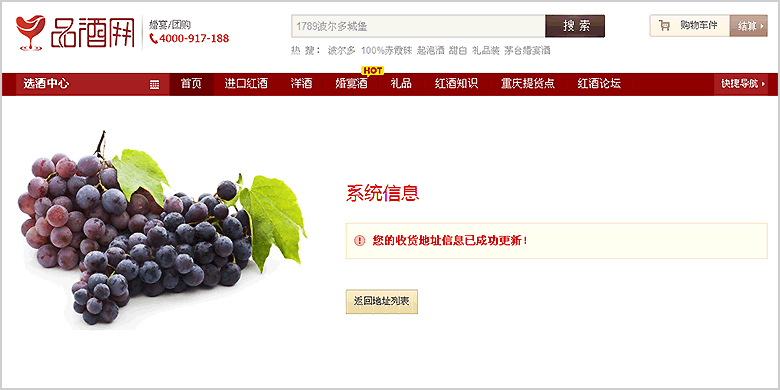 品酒网
婚宴/团购
4000-917-188
1789波尔多城堡
搜 索
购物车件
结算
热 搜： 波尔多 100%赤霞株 起泡酒 甜白 礼品装 茅台婚宴酒
HOT
选酒中心 首页 进口红酒 洋酒 婚宴酒 礼品 红酒知识 重庆提货点 红酒论坛 快捷导航
系统信息
您的收货地址信息已成功更新！
返回地址列表